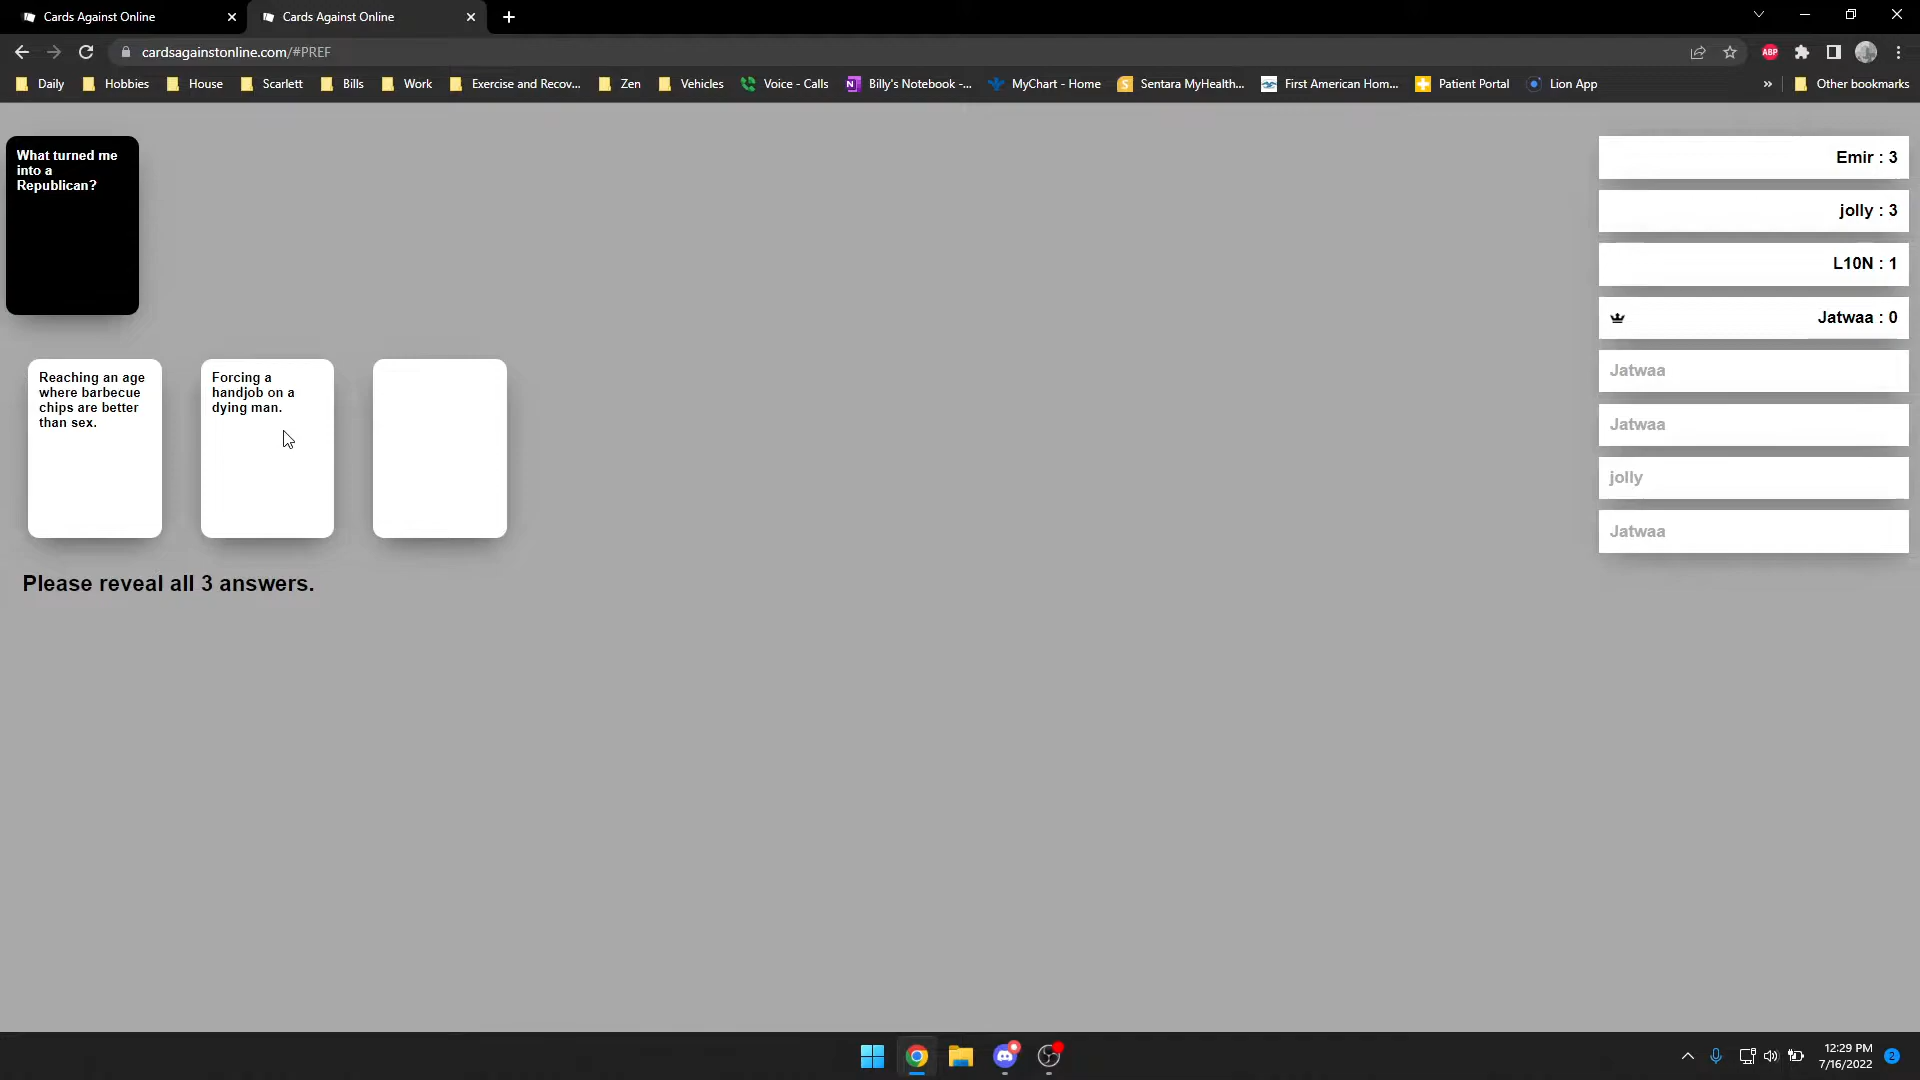 Cards Against Online
Cards Against Online
cardsagainstonline.com/#PREF
ABP
Daily
Hobbies
House
Scarlett
Bills
Work
Exercise and Recov...
Zen
Vehicles
Voice - Calls
N
Billy's Notebook -...
MyChart - Home
S
Sentara MyHealth...
First American Hom...
Patient Portal
Lion App
»
Other bookmarks
What turned me
into a
Republican?
Emir : 3
jolly : 3
L10N : 1
Jatwaa : 0
Jatwaa
Jatwaa
jolly
Jatwaa
Reaching an age
where barbecue
chips are better
than sex.
Forcing a
handjob on a
dying man.
Please reveal all 3 answers.
12:29 PM
7/16/2022
2